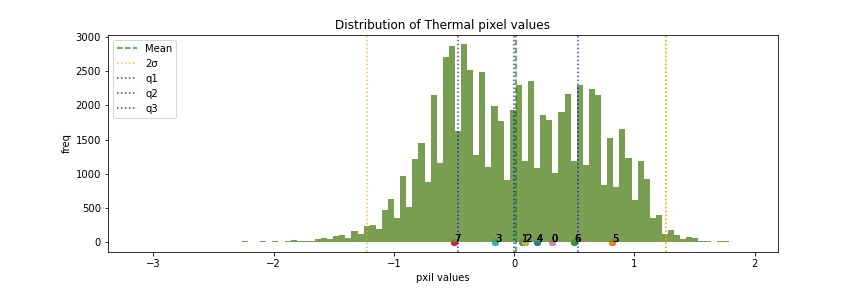 Distribution of Thermal pixel values
3000
2500
2000
1500
1000
500
0
freq
Mean
2σ
q1
q2
q3
7 3 1 2 4 0 6 5
−3 −2 −1 0 1 2
pxil values